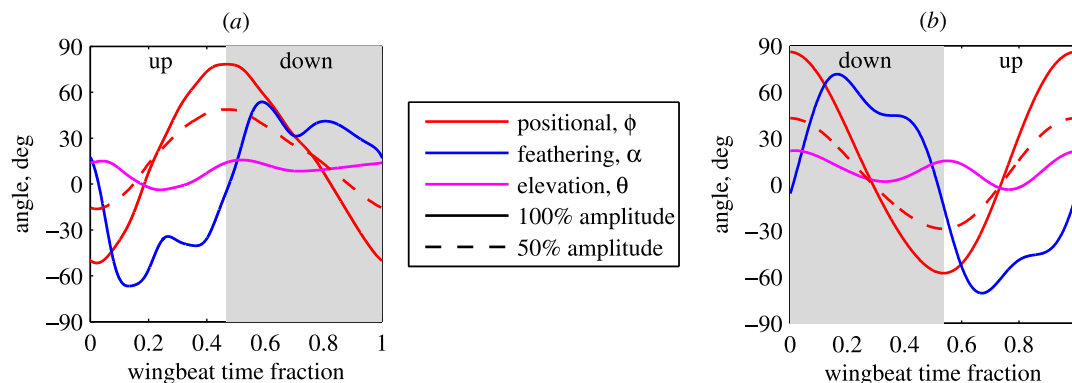 (a)
(b)
90
60
30
0
−30
−60
−90
angle, deg
up
down
0
0.2
0.4
0.6
0.8
1
wingbeat time fraction
positional, ϕ
feathering, α
elevation, θ
100% amplitude
50% amplitude
90
60
30
0
−30
−60
−90
angle, deg
down
up
0
0.2
0.4
0.6
0.8
wingbeat time fraction